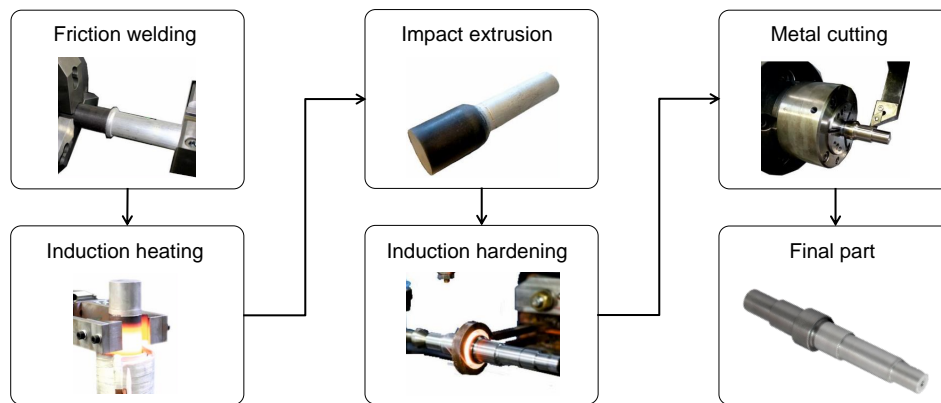 Friction welding
Impact extrusion
Metal cutting
Induction heating
Induction hardening
Final part